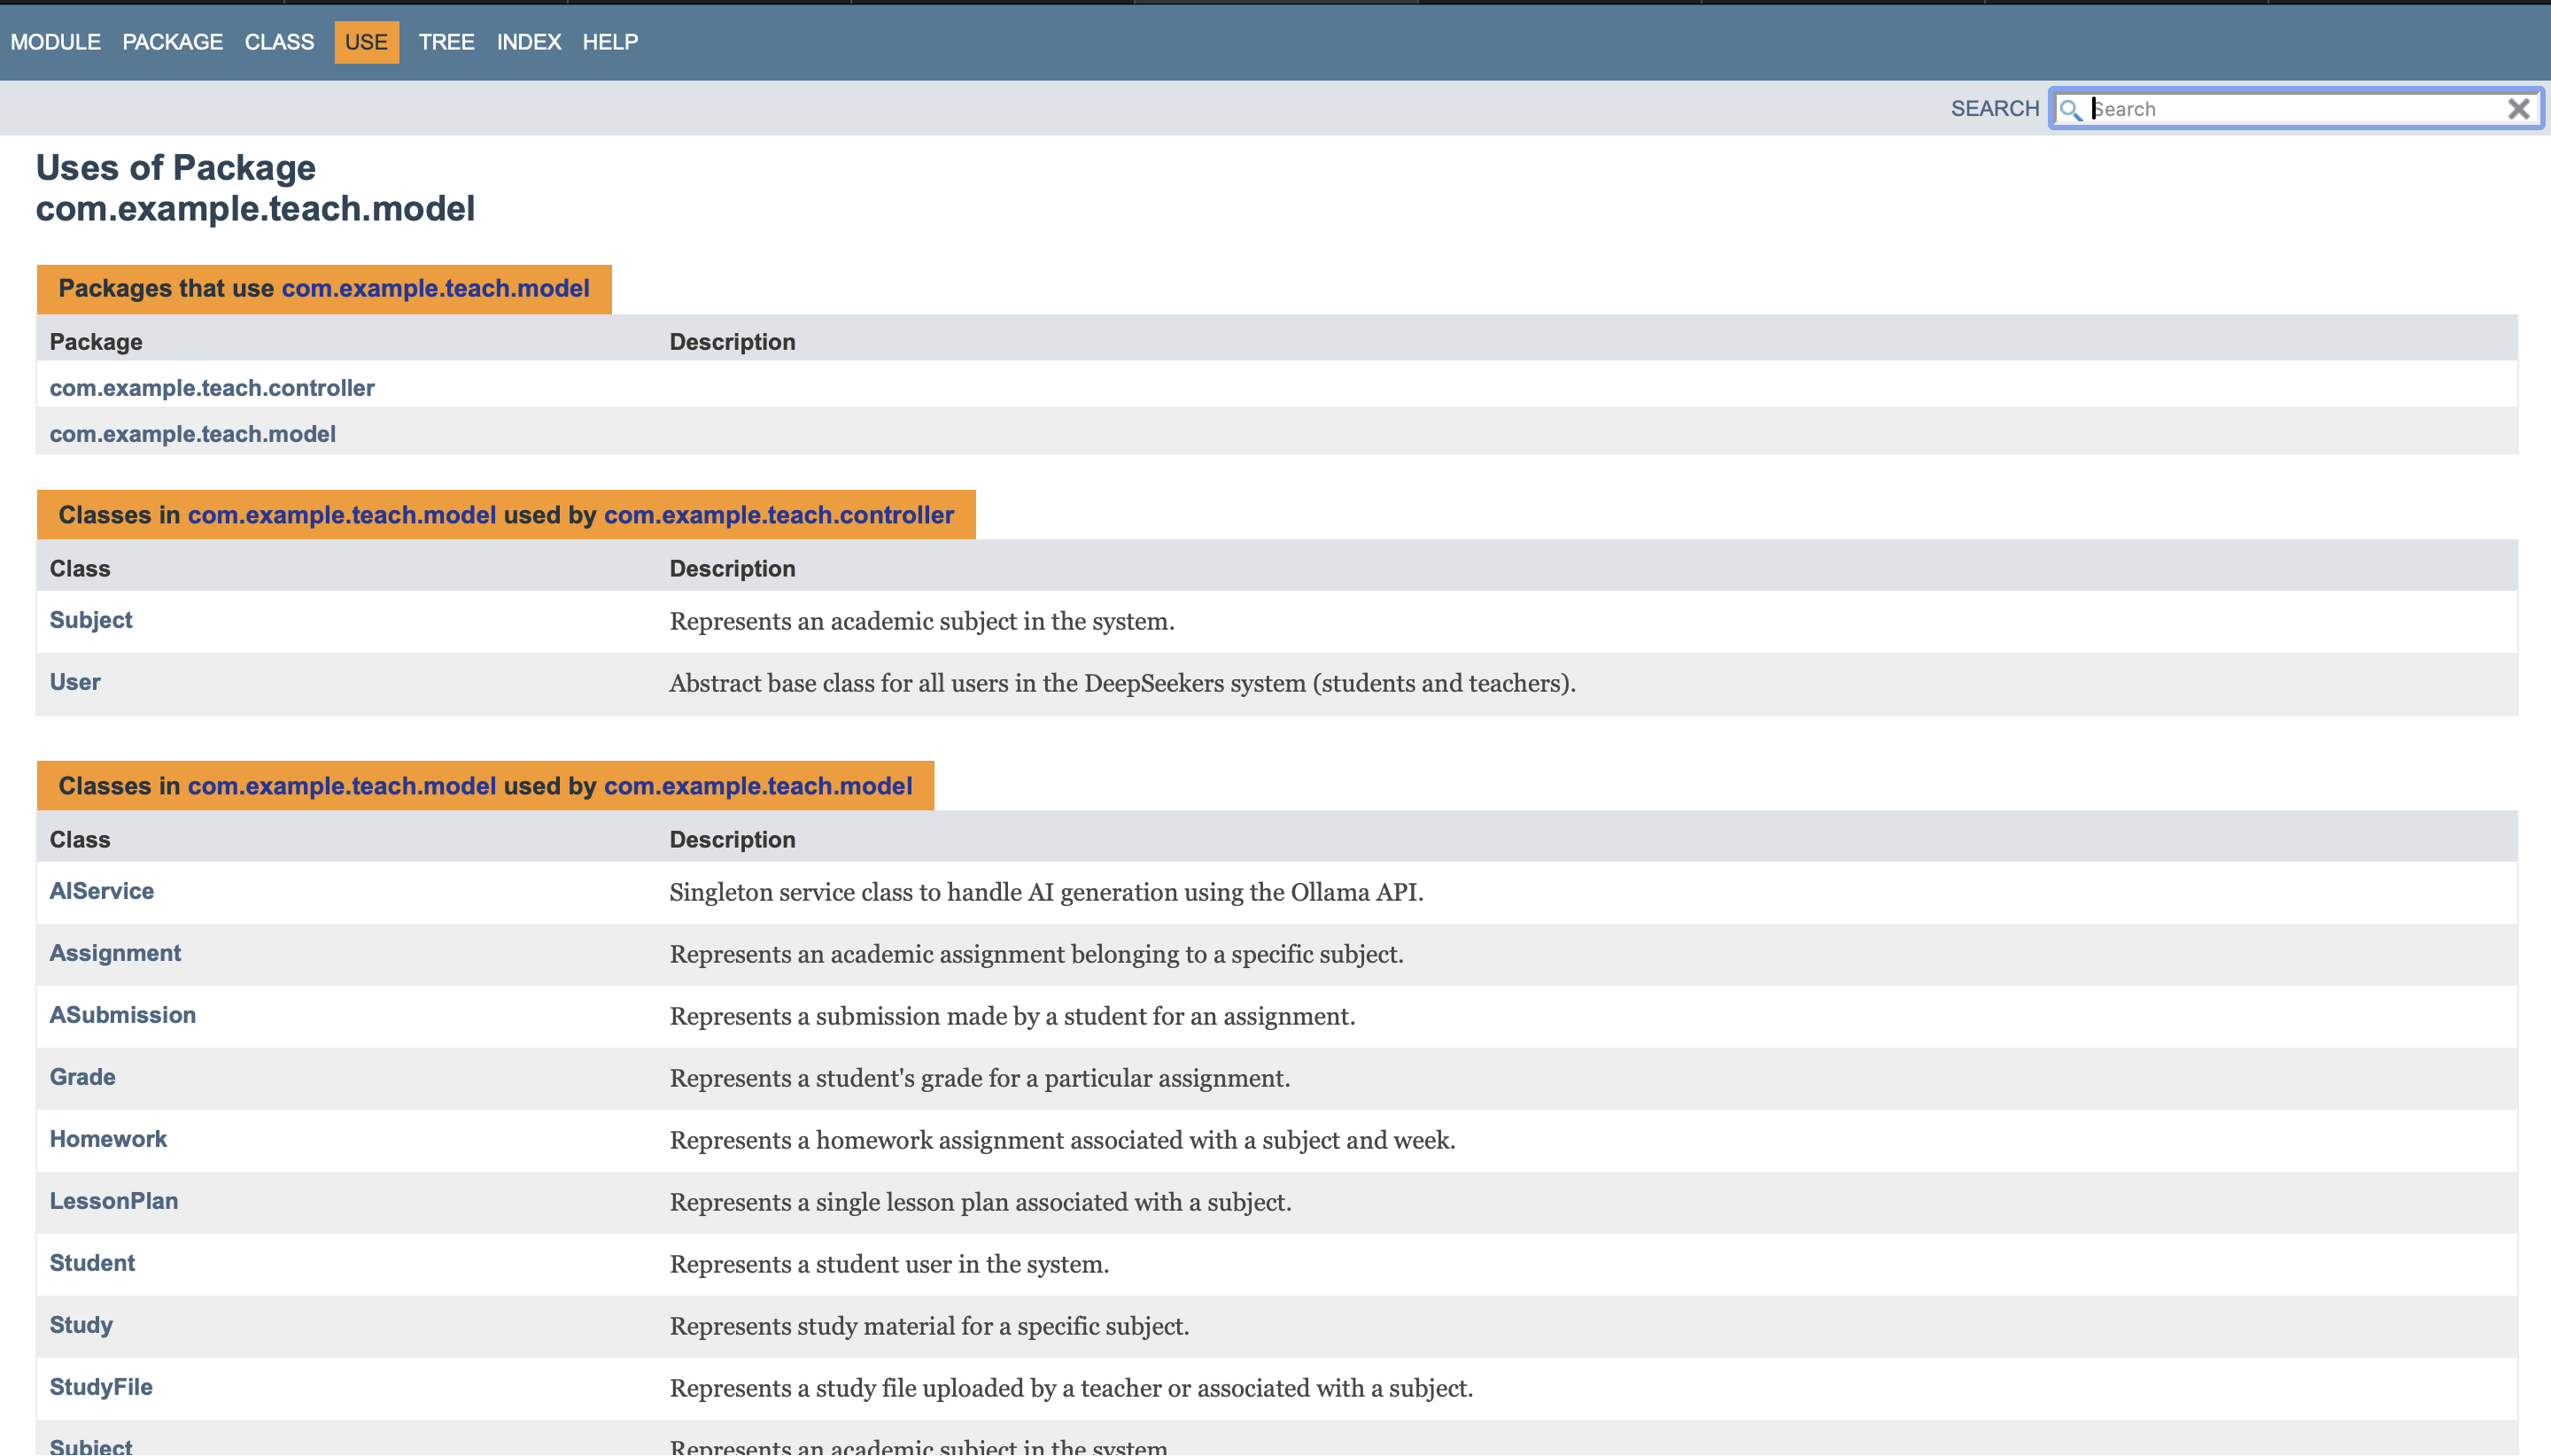 MODULE PACKAGE CLASS USE TREE INDEX HELP
SEARCH Search
Uses of Package
com.example.teach.model
Packages that use com.example.teach.model
Package Description
com.example.teach.controller
com.example.teach.model
Classes in com.example.teach.model used by com.example.teach.controller
Class Description
Subject Represents an academic subject in the system.
User Abstract base class for all users in the DeepSeekers system (students and teachers).
Classes in com.example.teach.model used by com.example.teach.model
Class Description
AIService Singleton service class to handle AI generation using the Ollama API.
Assignment Represents an academic assignment belonging to a specific subject.
ASubmission Represents a submission made by a student for an assignment.
Grade Represents a student's grade for a particular assignment.
Homework Represents a homework assignment associated with a subject and week.
LessonPlan Represents a single lesson plan associated with a subject.
Student Represents a student user in the system.
Study Represents study material for a specific subject.
StudyFile Represents a study file uploaded by a teacher or associated with a subject.
Subject Represents an academic subject in the system.